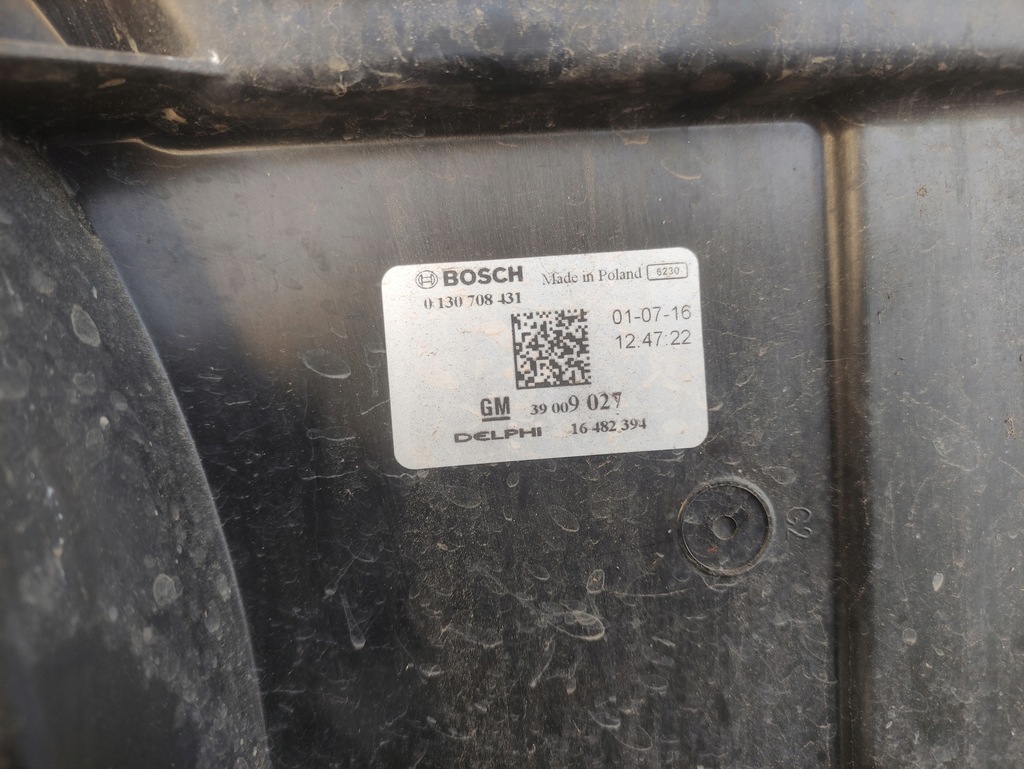 BOSCH Made in Poland 6230
0 130 708 431
01-07-16
12:47:22
GM 39 009 027
DELPHI 16 482 394
C2